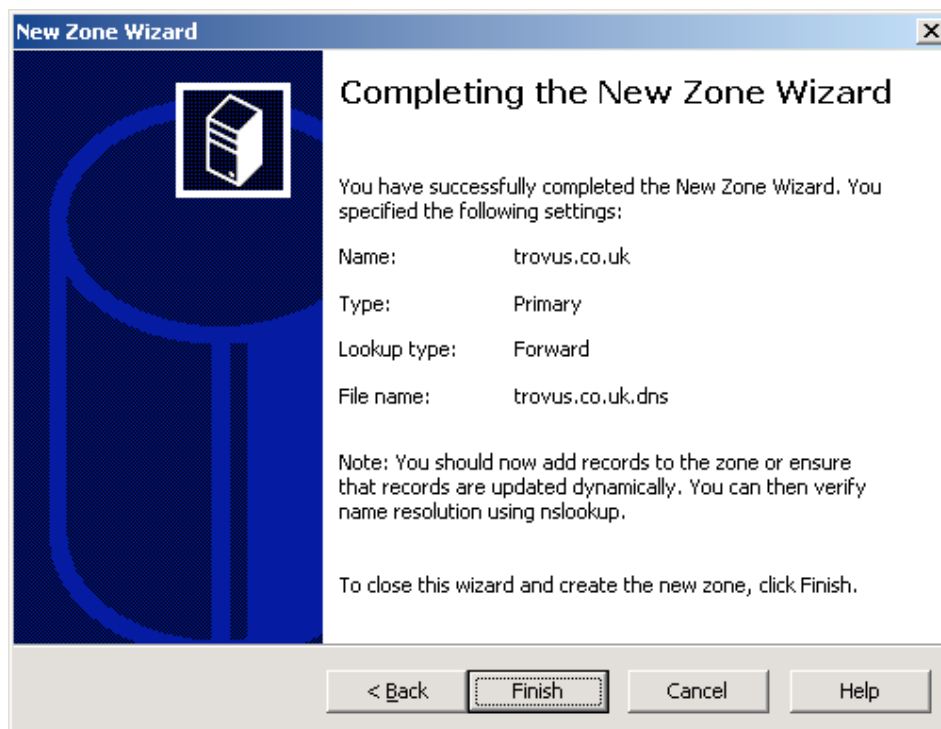 New Zone Wizard
Completing the New Zone Wizard
You have successfully completed the New Zone Wizard. You
specified the following settings:
Name: trovus.co.uk
Type: Primary
Lookup type: Forward
File name: trovus.co.uk.dns
Note: You should now add records to the zone or ensure
that records are updated dynamically. You can then verify
name resolution using nslookup.
To close this wizard and create the new zone, click Finish.
< Back Finish Cancel Help